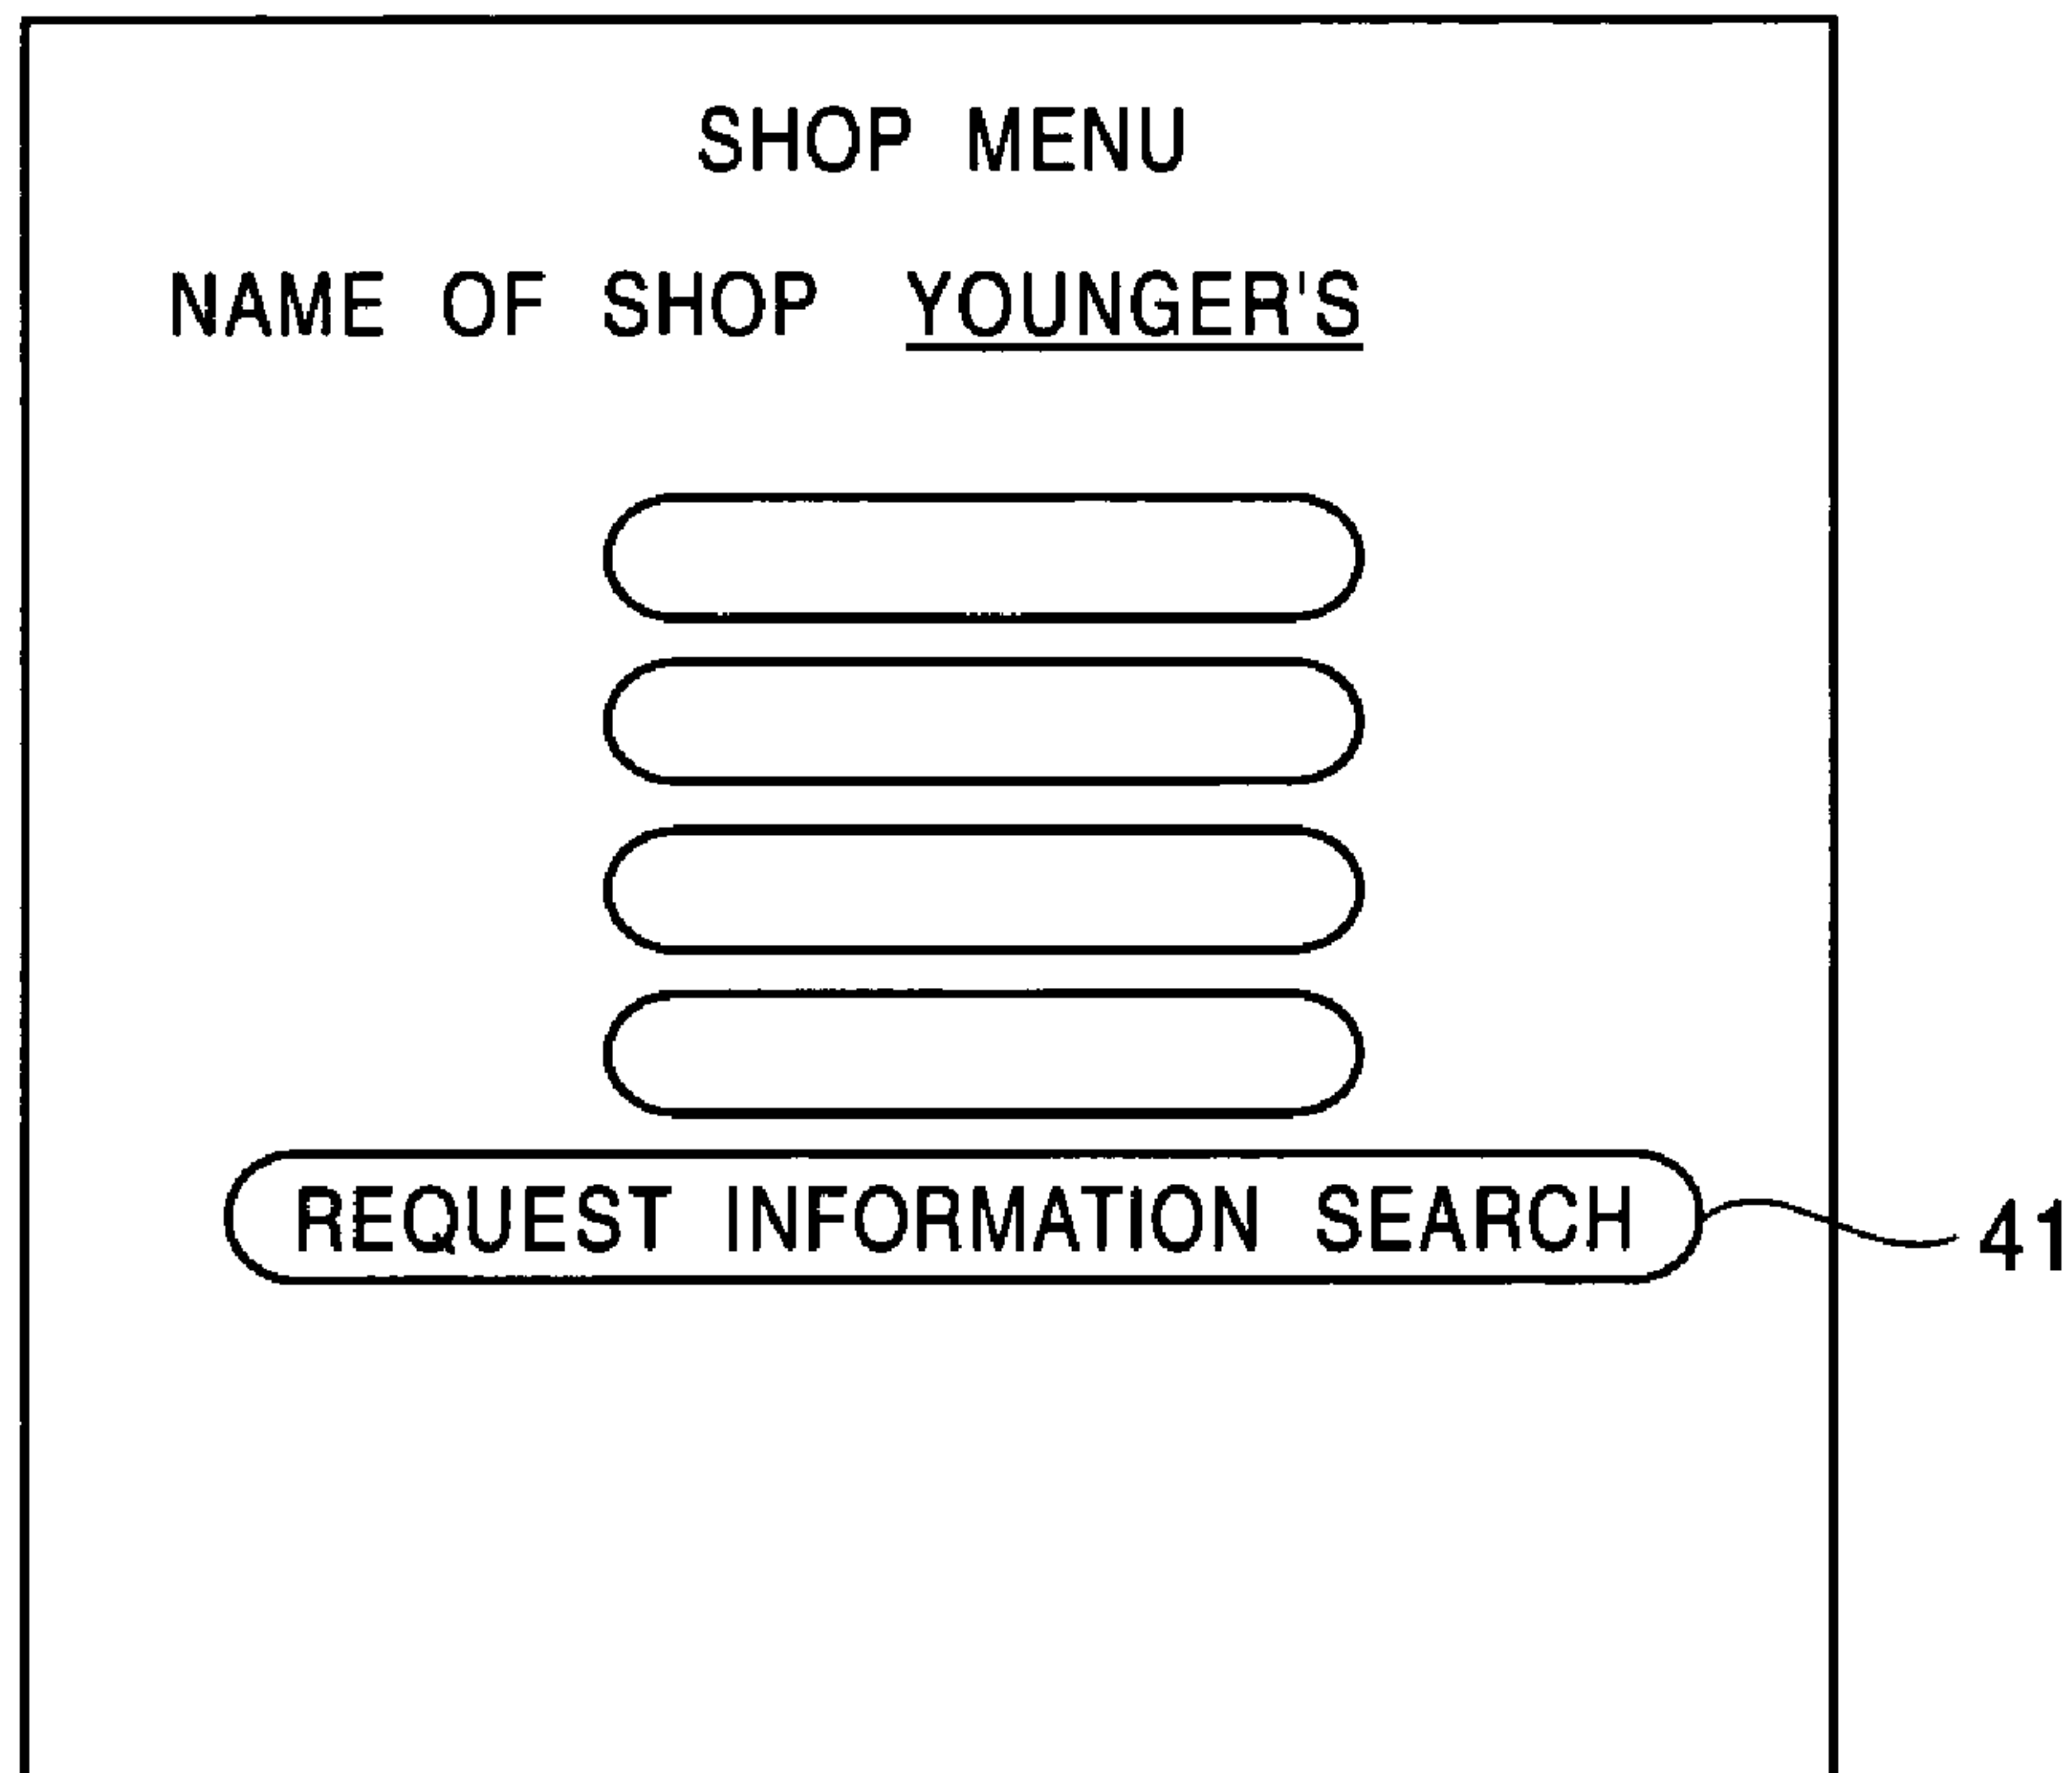 SHOP MENU
NAME OF SHOP YOUNGER'S
REQUEST INFORMATION SEARCH
41